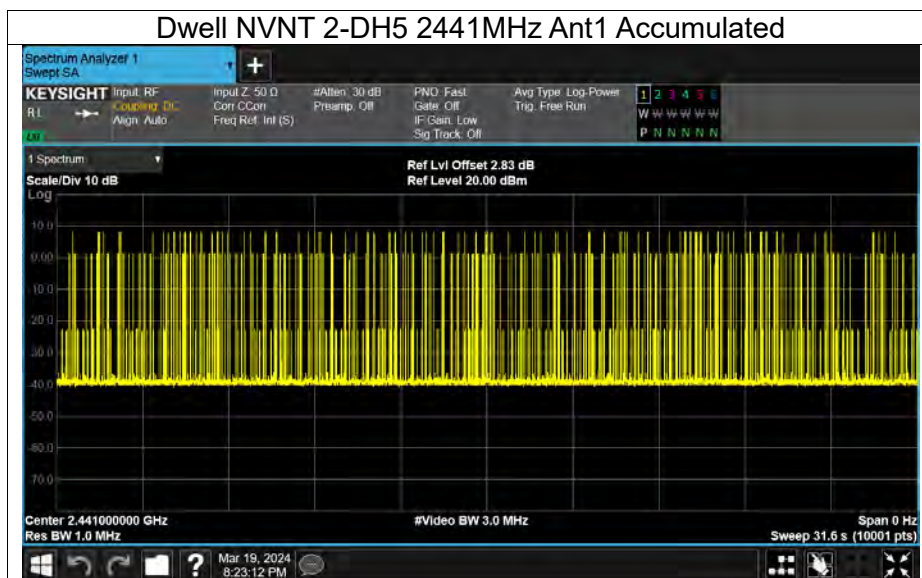 Dwell NVNT 2-DH5 2441MHz Ant1 Accumulated
Spectrum Analyzer 1
Swept SA
+
KEYSIGHT
Input: RF
Coupling: DC
Align: Auto
Input Z: 50 Ω
Corr CCorr
Freq Ref: Int (S)
#Atten: 30 dB
Preamp: Off
PNO: Fast
Gate: Off
IF Gain: Low
Sig Track: Off
Avg Type: Log-Power
Trig: Free Run
1 2 3 4 5 6
W W W W W W
P N N N N N
1 Spectrum
Scale/Div 10 dB
Ref Lvl Offset 2.83 dB
Ref Level 20.00 dBm
Log
10.0
0.00
-10.0
-20.0
-30.0
-40.0
-50.0
-60.0
-70.0
Center 2.441000000 GHz
Res BW 1.0 MHz
#Video BW 3.0 MHz
Span 0 Hz
Sweep 31.6 s (10001 pts)
?
Mar 19, 2024
8:23:12 PM